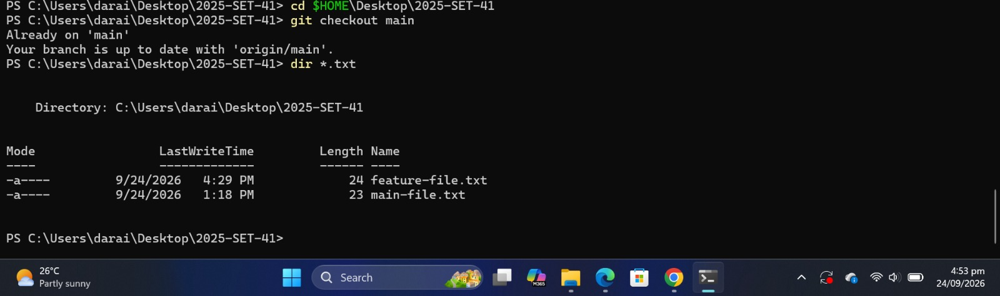 PS C:\Users\darai\Desktop\2025-SET-41> cd $HOME\Desktop\2025-SET-41
PS C:\Users\darai\Desktop\2025-SET-41> git checkout main
Already on 'main'
Your branch is up to date with 'origin/main'.
PS C:\Users\darai\Desktop\2025-SET-41> dir *.txt
Directory: C:\Users\darai\Desktop\2025-SET-41
Mode                 LastWriteTime         Length Name
----                 -------------         ------ ----
-a----         9/24/2026   4:29 PM             24 feature-file.txt
-a----         9/24/2026   1:18 PM             23 main-file.txt
PS C:\Users\darai\Desktop\2025-SET-41>
26°C
Partly sunny
Search
M365
4:53 pm
24/09/2026